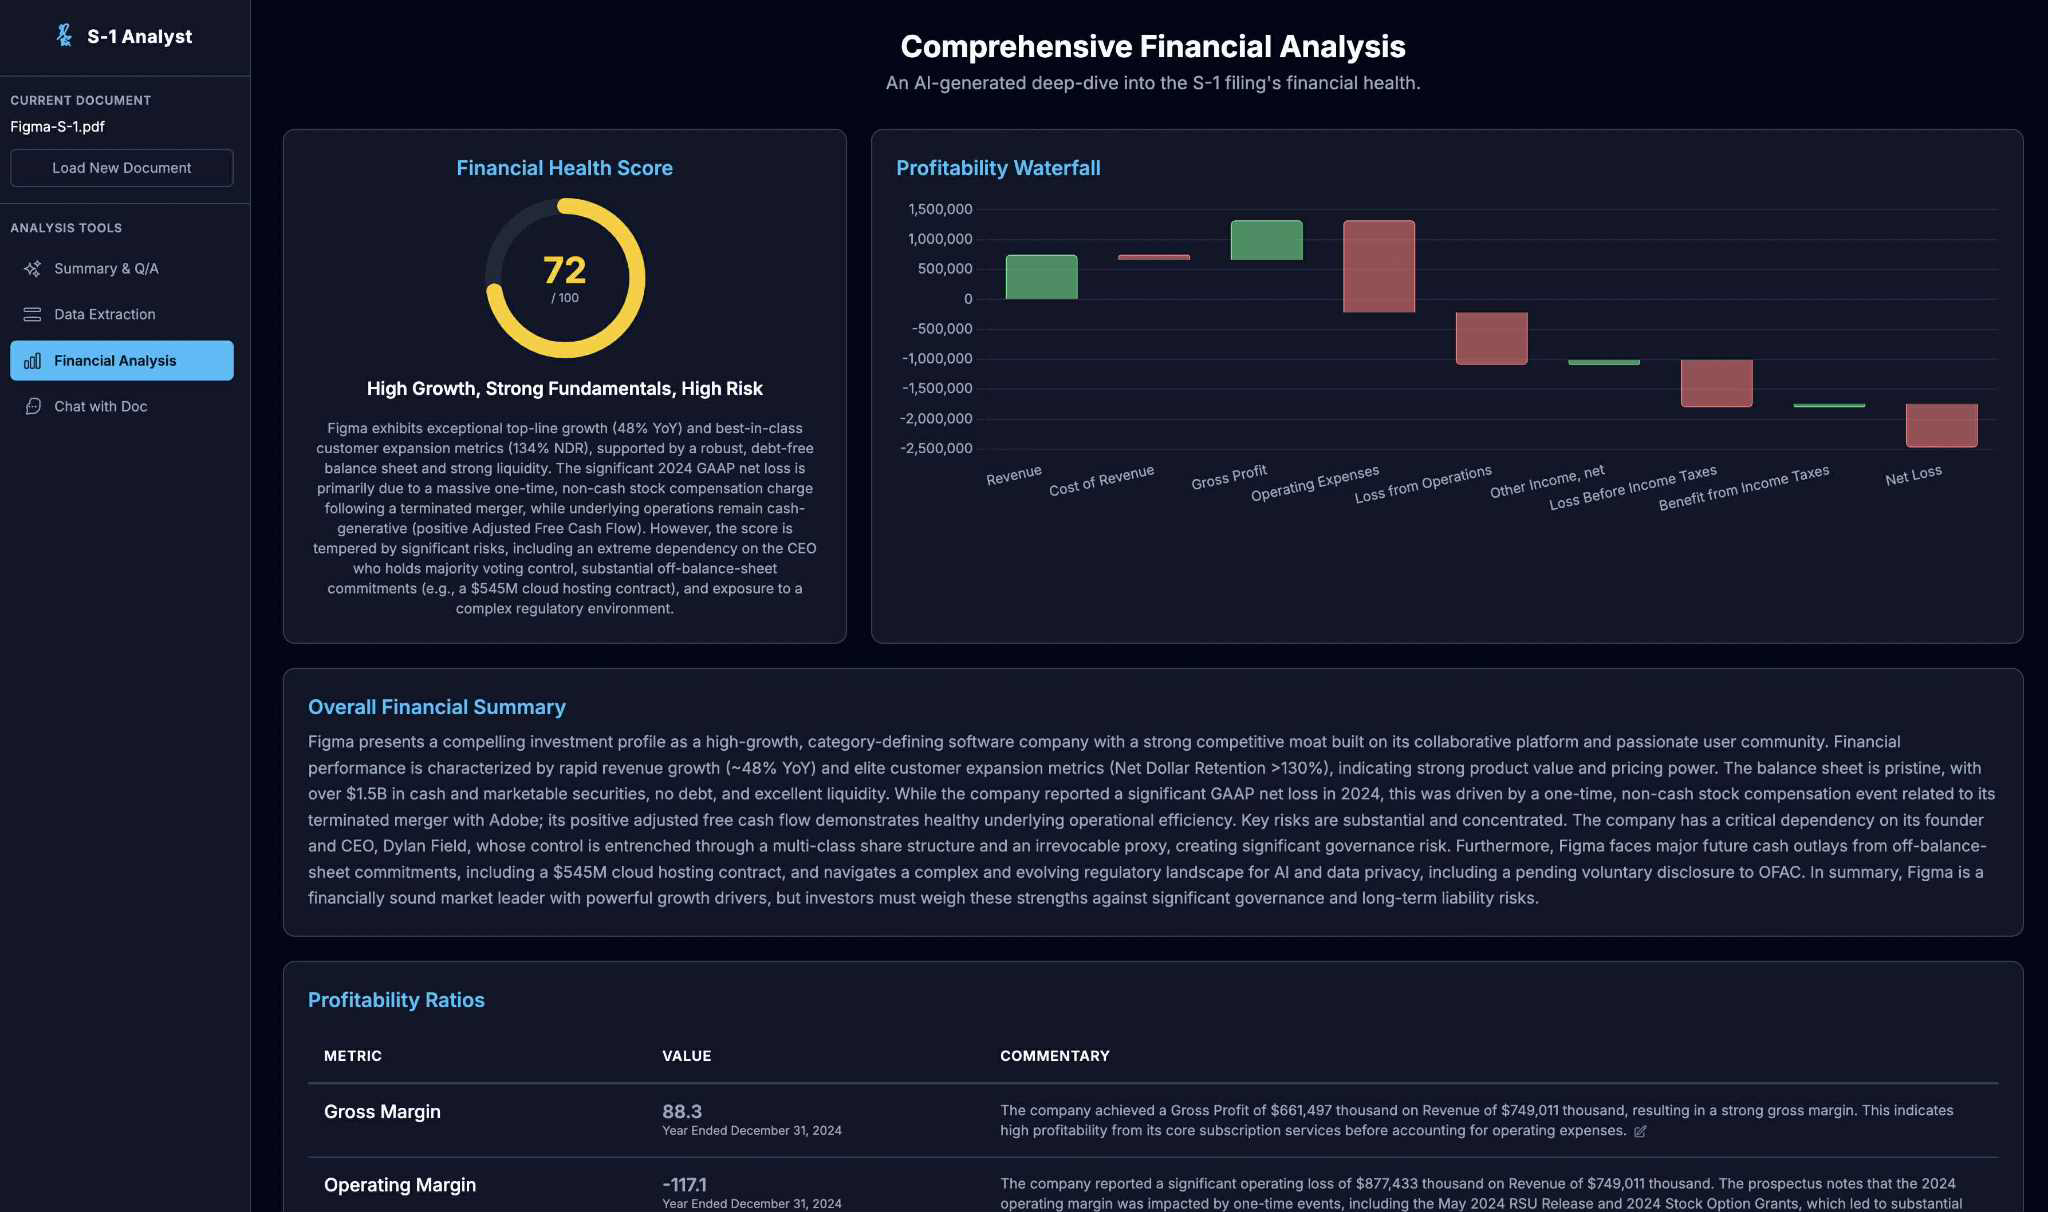 S-1 Analyst
CURRENT DOCUMENT
Figma-S-1.pdf
Load New Document
ANALYSIS TOOLS
Summary & Q/A
Data Extraction
Financial Analysis
Chat with Doc
Comprehensive Financial Analysis
An AI-generated deep-dive into the S-1 filing's financial health.
Financial Health Score
72
/ 100
High Growth, Strong Fundamentals, High Risk
Figma exhibits exceptional top-line growth (48% YoY) and best-in-class
customer expansion metrics (134% NDR), supported by a robust, debt-free
balance sheet and strong liquidity. The significant 2024 GAAP net loss is
primarily due to a massive one-time, non-cash stock compensation charge
following a terminated merger, while underlying operations remain cash-
generative (positive Adjusted Free Cash Flow). However, the score is
tempered by significant risks, including an extreme dependency on the CEO
who holds majority voting control, substantial off-balance-sheet
commitments (e.g., a $545M cloud hosting contract), and exposure to a
complex regulatory environment.
Profitability Waterfall
1,500,000
1,000,000
500,000
0
-500,000
-1,000,000
-1,500,000
-2,000,000
-2,500,000
Revenue
Cost of Revenue
Gross Profit
Operating Expenses
Loss from Operations
Other Income, net
Loss Before Income Taxes
Benefit from Income Taxes
Net Loss
Overall Financial Summary
Figma presents a compelling investment profile as a high-growth, category-defining software company with a strong competitive moat built on its collaborative platform and passionate user community. Financial
performance is characterized by rapid revenue growth (~48% YoY) and elite customer expansion metrics (Net Dollar Retention >130%), indicating strong product value and pricing power. The balance sheet is pristine, with
over $1.5B in cash and marketable securities, no debt, and excellent liquidity. While the company reported a significant GAAP net loss in 2024, this was driven by a one-time, non-cash stock compensation event related to its
terminated merger with Adobe; its positive adjusted free cash flow demonstrates healthy underlying operational efficiency. Key risks are substantial and concentrated. The company has a critical dependency on its founder
and CEO, Dylan Field, whose control is entrenched through a multi-class share structure and an irrevocable proxy, creating significant governance risk. Furthermore, Figma faces major future cash outlays from off-balance-
sheet commitments, including a $545M cloud hosting contract, and navigates a complex and evolving regulatory landscape for AI and data privacy, including a pending voluntary disclosure to OFAC. In summary, Figma is a
financially sound market leader with powerful growth drivers, but investors must weigh these strengths against significant governance and long-term liability risks.
Profitability Ratios
METRIC
VALUE
COMMENTARY
Gross Margin
88.3
Year Ended December 31, 2024
The company achieved a Gross Profit of $661,497 thousand on Revenue of $749,011 thousand, resulting in a strong gross margin. This indicates
high profitability from its core subscription services before accounting for operating expenses.
Operating Margin
-117.1
Year Ended December 31, 2024
The company reported a significant operating loss of $877,433 thousand on Revenue of $749,011 thousand. The prospectus notes that the 2024
operating margin was impacted by one-time events, including the May 2024 RSU Release and 2024 Stock Option Grants, which led to substantial